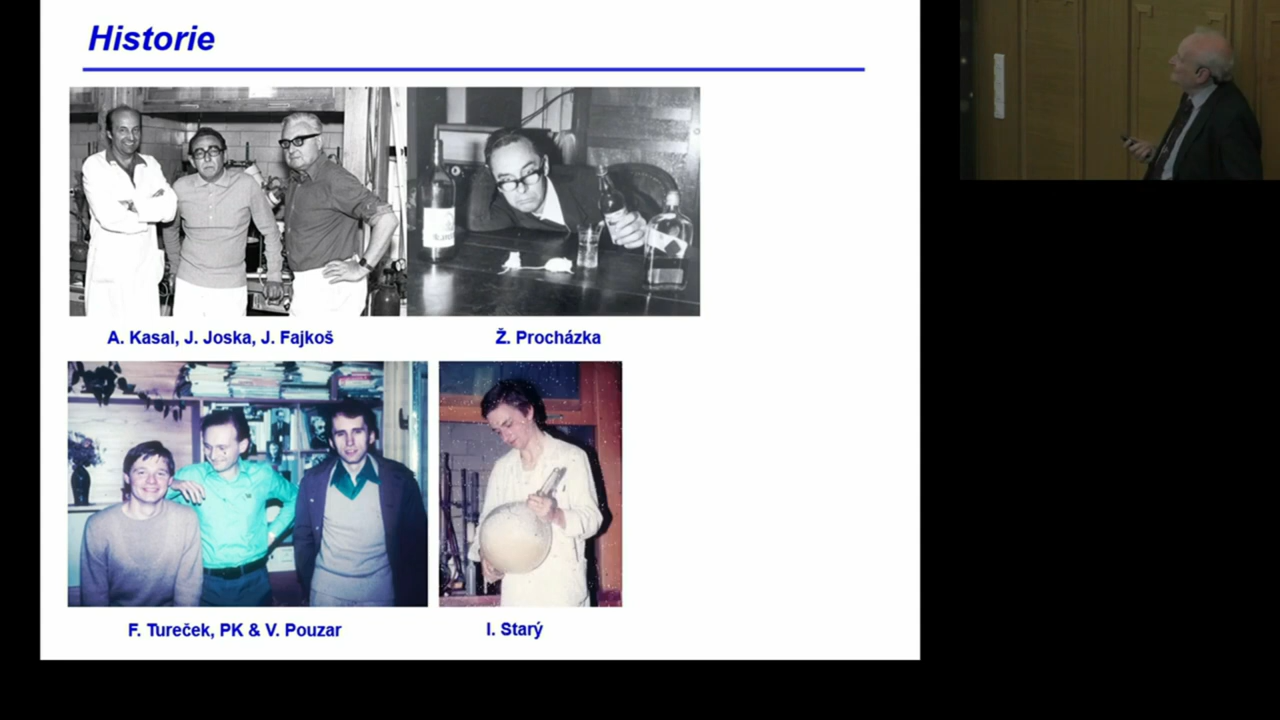 Historie
A. Kasal, J. Joska, J. Fajkoš
Ž. Procházka
F. Tureček, PK & V. Pouzar
I. Starý